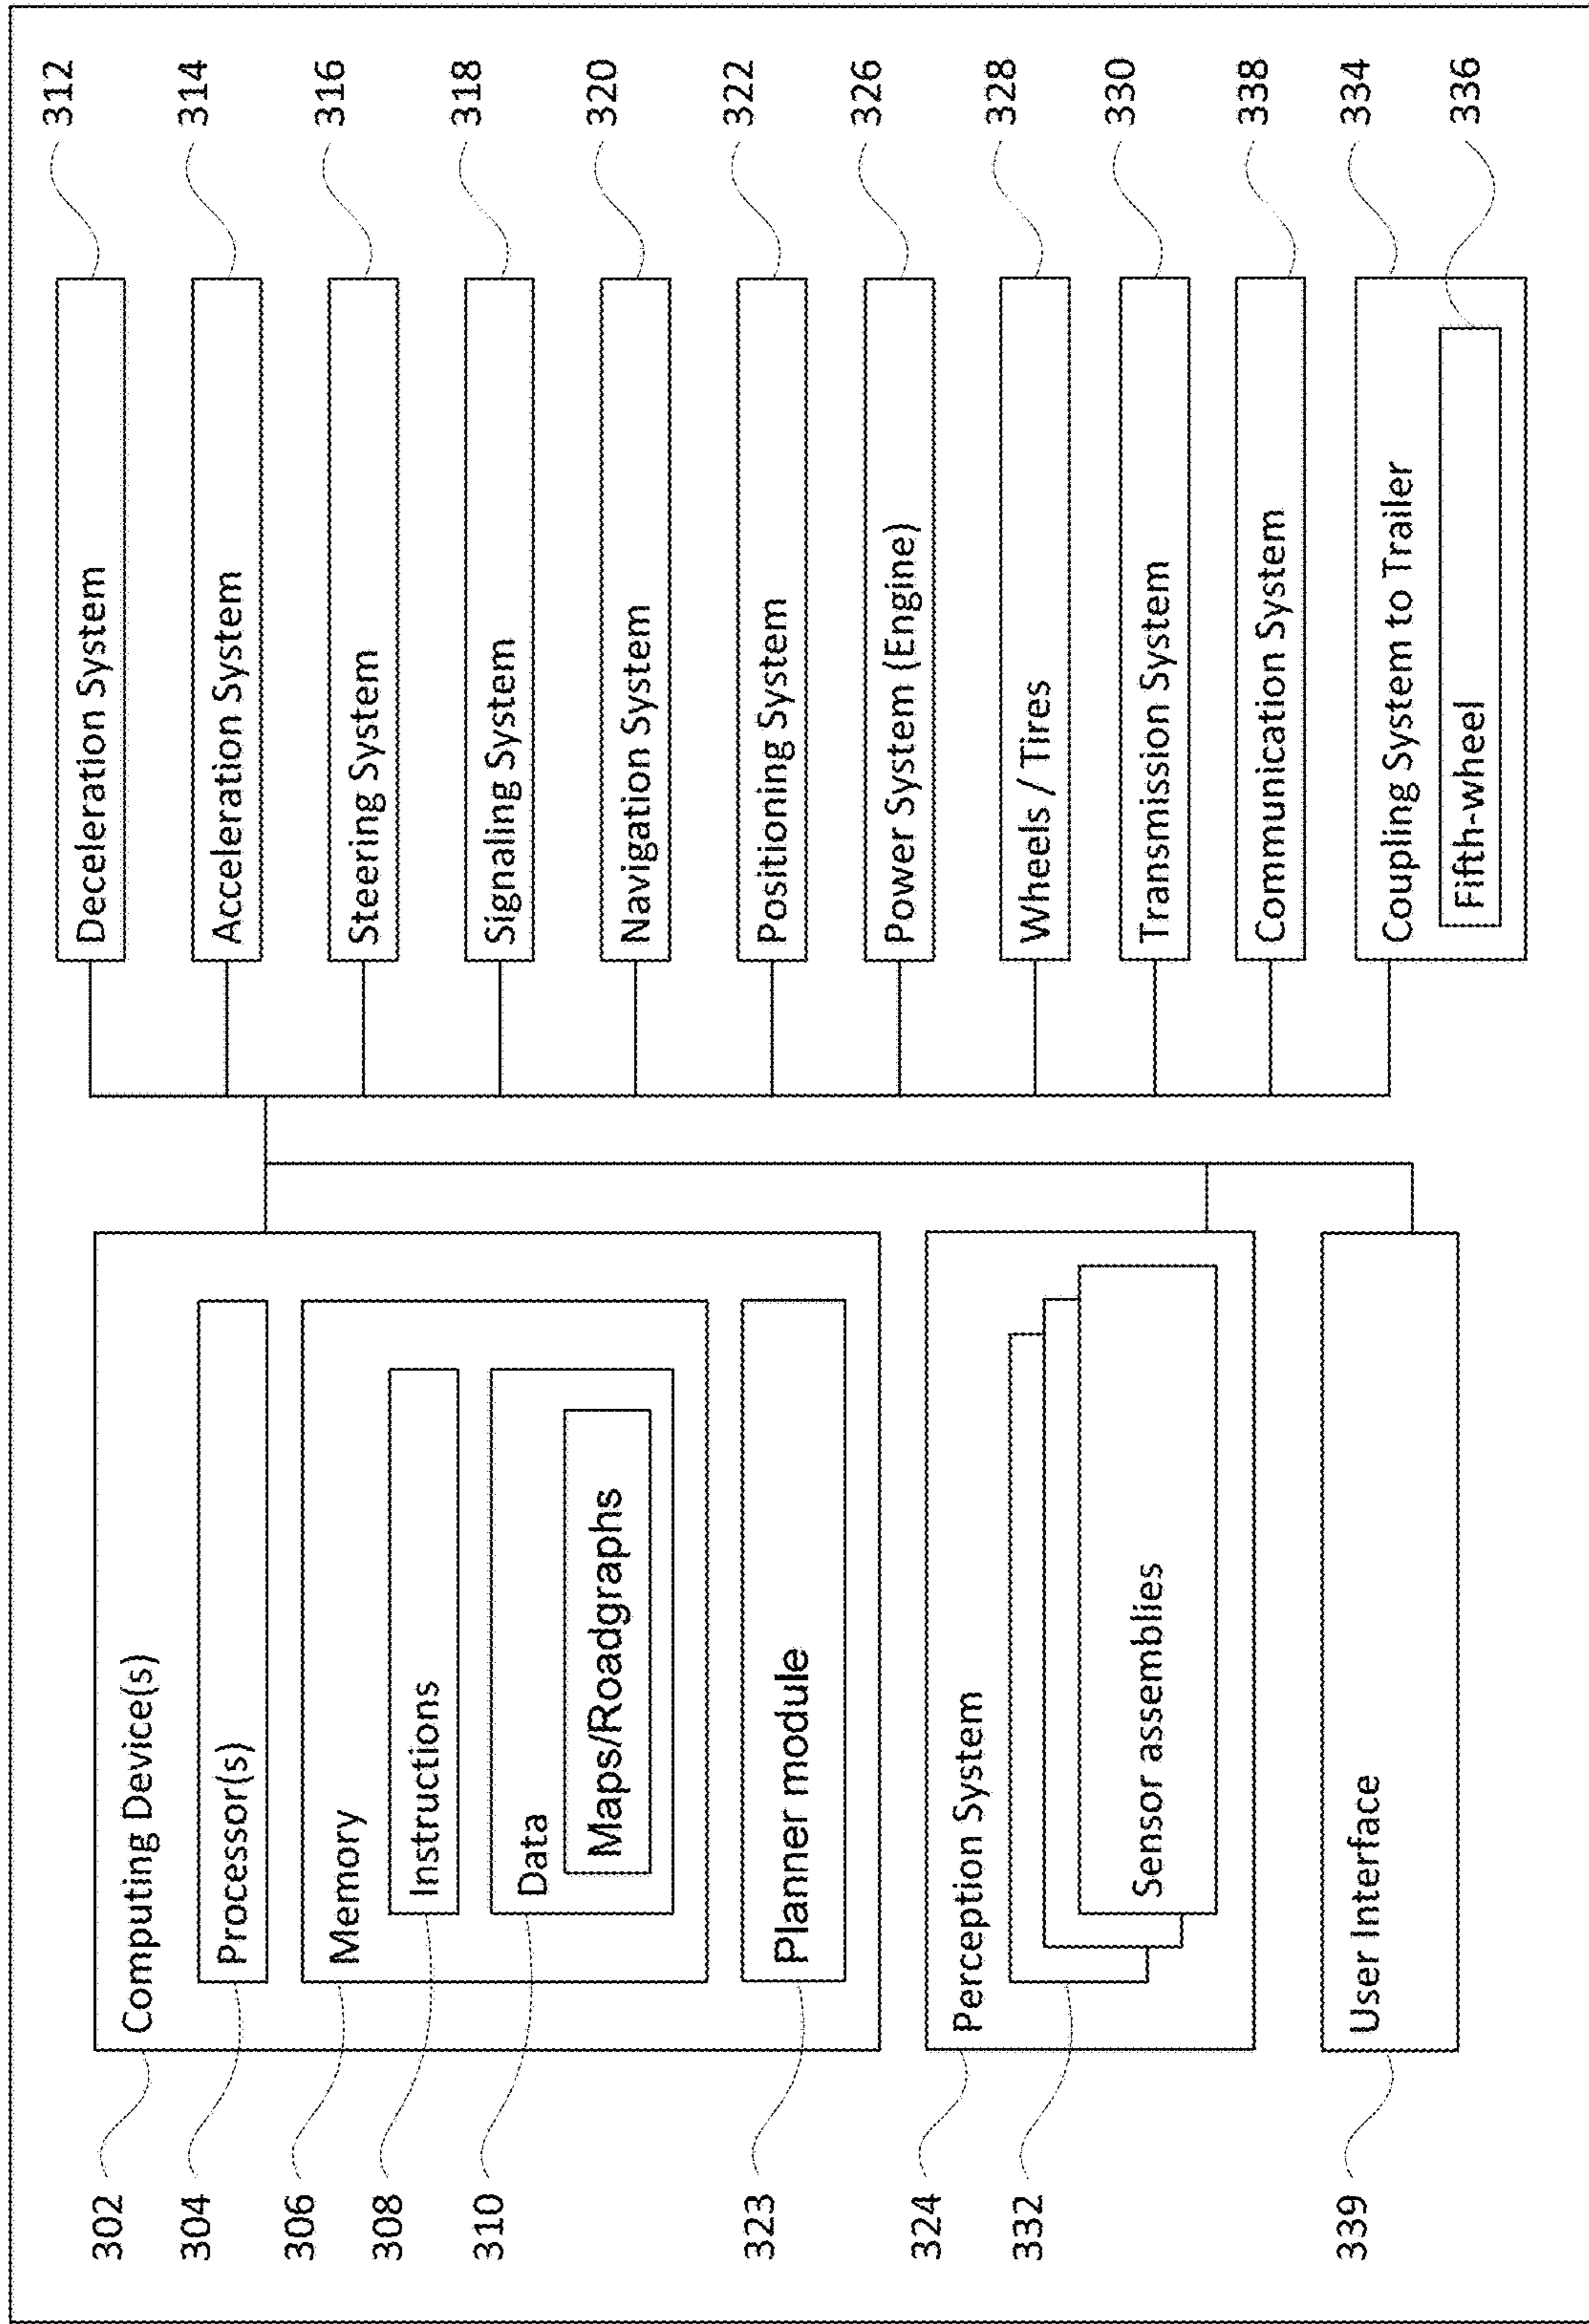 302
Computing Device(s)
304
Processor(s)
306
Memory
308
Instructions
310
Data
Maps/Roadgraphs
323
Planner module
324
Perception System
332
Sensor assemblies
339
User Interface
Deceleration System
312
Acceleration System
314
Steering System
316
Signaling System
318
Navigation System
320
Positioning System
322
Power System (Engine)
326
Wheels / Tires
328
Transmission System
330
Communication System
338
Coupling System to Trailer
334
Fifth-wheel
336